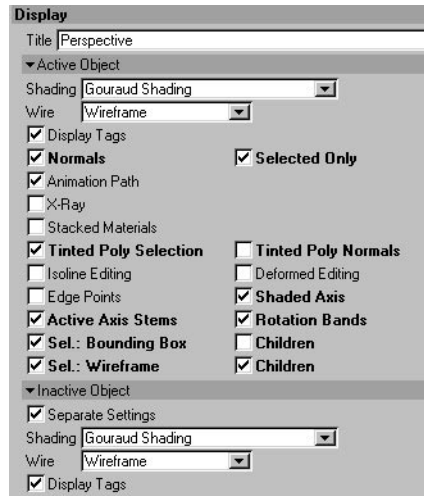 Display
Title Perspective
Active Object
Shading Gouraud Shading
Wire Wireframe
Display Tags
Normals Selected Only
Animation Path
X-Ray
Stacked Materials
Tinted Poly Selection Tinted Poly Normals
Isoline Editing Deformed Editing
Edge Points Shaded Axis
Active Axis Stems Rotation Bands
Sel.: Bounding Box Children
Sel.: Wireframe Children
Inactive Object
Separate Settings
Shading Gouraud Shading
Wire Wireframe
Display Tags